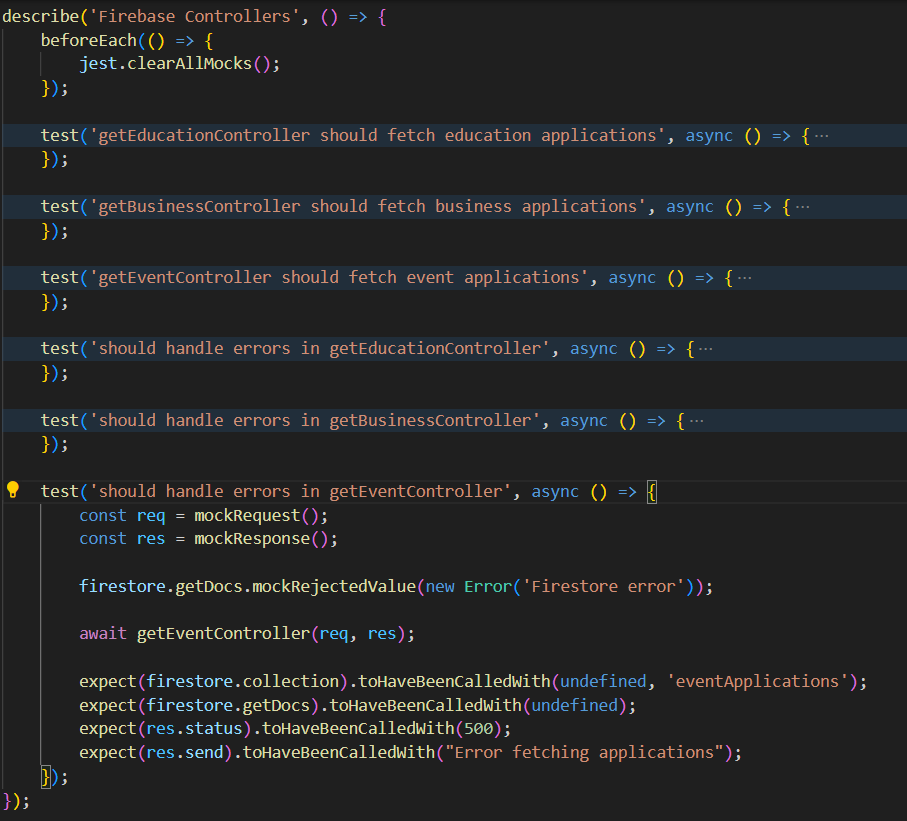 describe('Firebase Controllers', () => {
    beforeEach(() => {
        jest.clearAllMocks();
    });

    test('getEducationController should fetch education applications', async () => { ···
    });

    test('getBusinessController should fetch business applications', async () => { ···
    });

    test('getEventController should fetch event applications', async () => { ···
    });

    test('should handle errors in getEducationController', async () => { ···
    });

    test('should handle errors in getBusinessController', async () => { ···
    });

    test('should handle errors in getEventController', async () => {
        const req = mockRequest();
        const res = mockResponse();

        firestore.getDocs.mockRejectedValue(new Error('Firestore error'));

        await getEventController(req, res);

        expect(firestore.collection).toHaveBeenCalledWith(undefined, 'eventApplications');
        expect(firestore.getDocs).toHaveBeenCalledWith(undefined);
        expect(res.status).toHaveBeenCalledWith(500);
        expect(res.send).toHaveBeenCalledWith("Error fetching applications");
    });
});